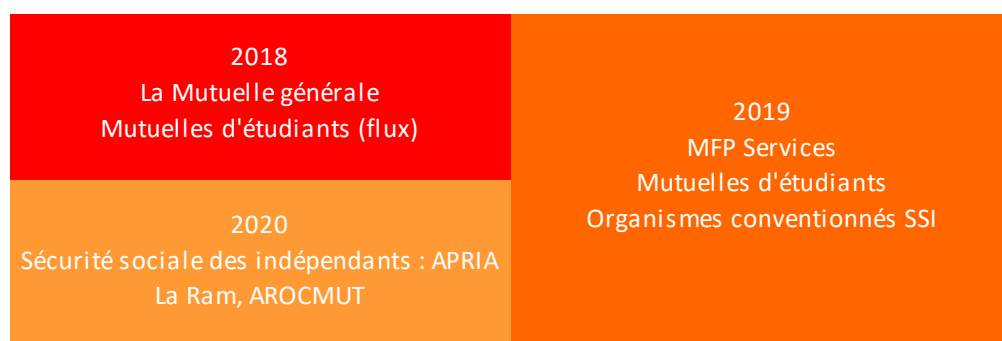 2018
La Mutuelle générale
Mutuelles d'étudiants (flux)
2020
Sécurité sociale des indépendants : APRIA
La Ram, AROCMUT
2019
MFP Services
Mutuelles d'étudiants
Organismes conventionnés SSI